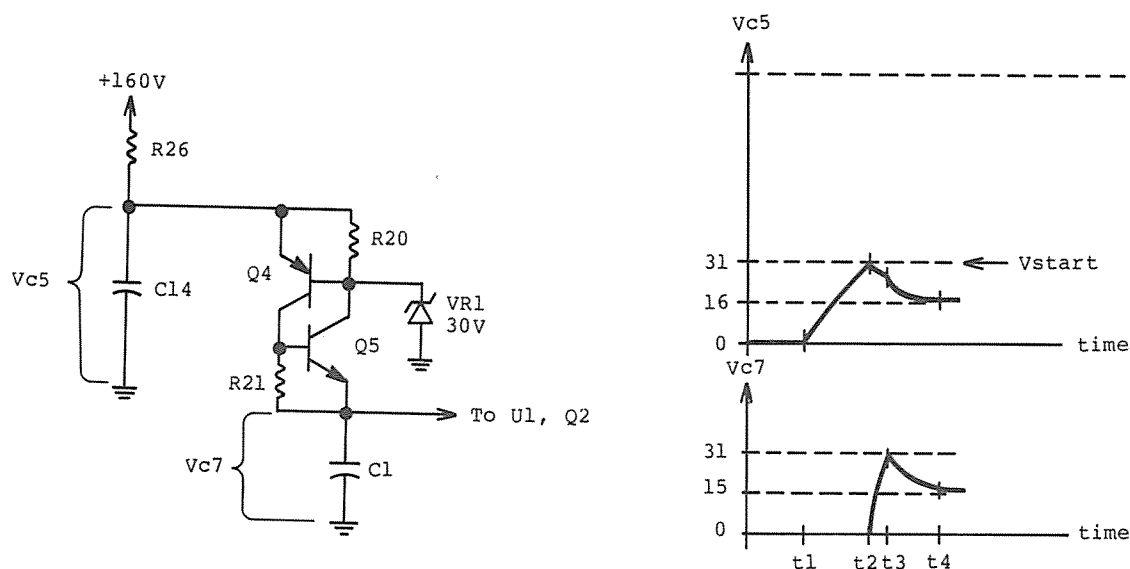 +160V
R26
R20
Vc5
Q4
C14
VR1
30V
Q5
R21
To U1, Q2
Vc7
C1
Vc5
31
Vstart
16
0
time
Vc7
31
15
0
time
t1
t2
t3
t4